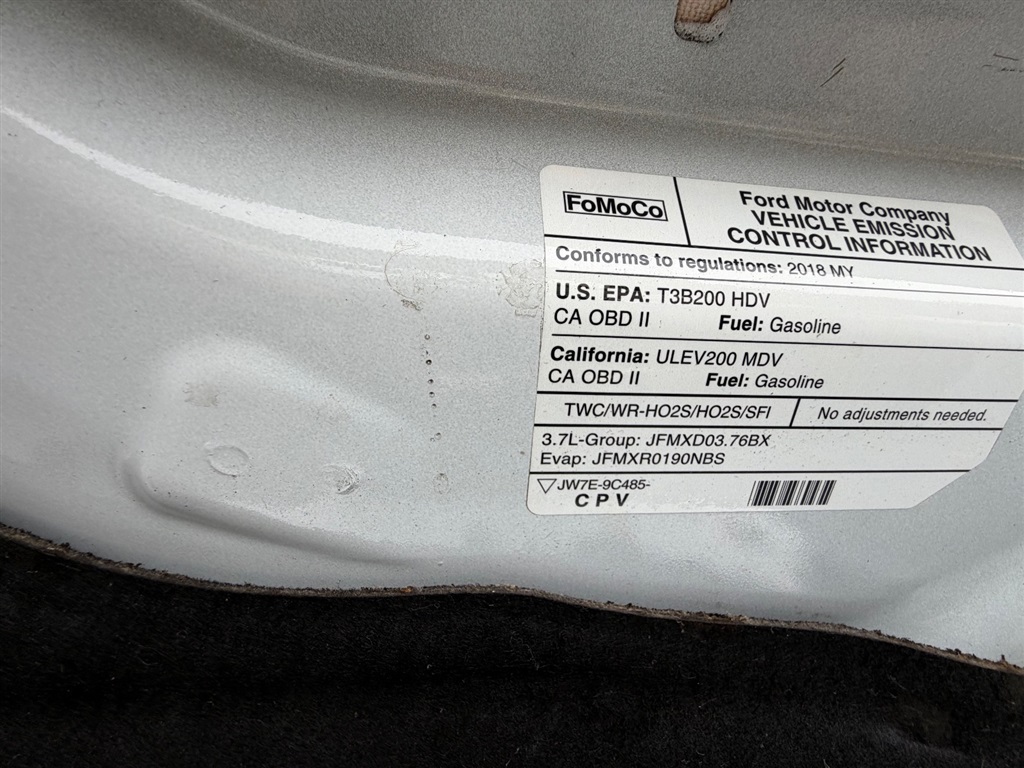 FoMoCo
Ford Motor Company
VEHICLE EMISSION
CONTROL INFORMATION
Conforms to regulations: 2018 MY
U.S. EPA: T3B200 HDV
CA OBD II Fuel: Gasoline
California: ULEV200 MDV
CA OBD II Fuel: Gasoline
TWC/WR-HO2S/HO2S/SFI No adjustments needed.
3.7L-Group: JFMXD03.76BX
Evap: JFMXR0190NBS
JW7E-9C485-
CPV